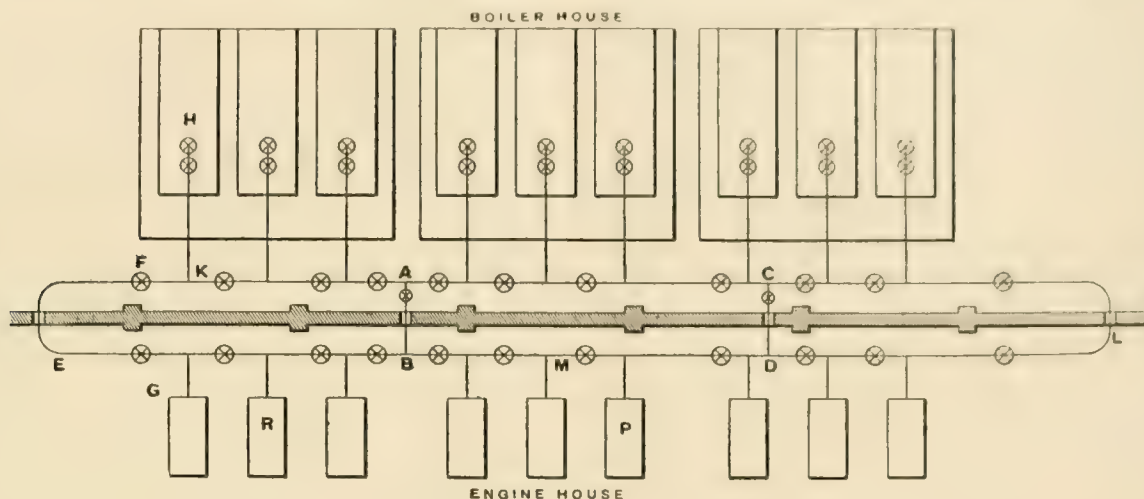 BOILER HOUSE
H
F K A C
E B M D L
G
R P
ENGINE HOUSE